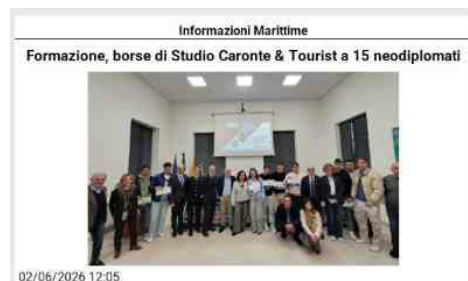 Informazioni Marittime
Formazione, borse di Studio Caronte & Tourist a 15 neodiplomati
02/06/2026 12:05